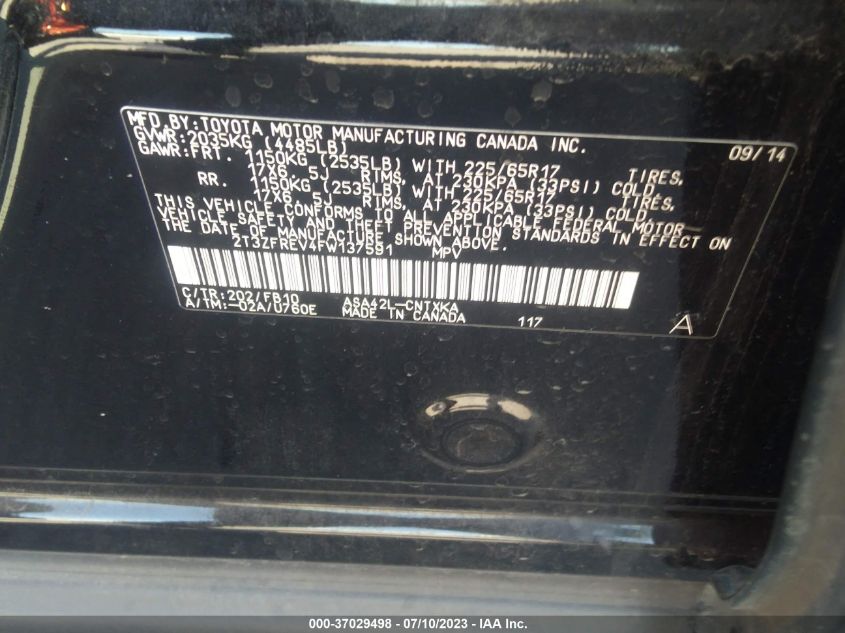 MFD.BY:TOYOTA MOTOR MANUFACTURING CANADA INC.
GVWR:2035KG (4485LB) 09/14
GAWR:FRT. 1150KG (2535LB) WITH 225/65R17 TIRES,
17X6.5J RIMS, AT 230KPA (33PSI) COLD.
RR. 1150KG (2535LB) WITH 225/65R17 TIRES,
17X6.5J RIMS, AT 230KPA (33PSI) COLD.
THIS VEHICLE CONFORMS TO ALL APPLICABLE FEDERAL MOTOR
VEHICLE SAFETY AND THEFT PREVENTION STANDARDS IN EFFECT ON
THE DATE OF MANUFACTURE SHOWN ABOVE.
2T3ZFREV4FW137591 MPV
C/TR:202/FB10 ASA42L-CNTXKA
A/TM:-02A/U760E MADE IN CANADA 117 A
000-37029498 - 07/10/2023 - IAA Inc.